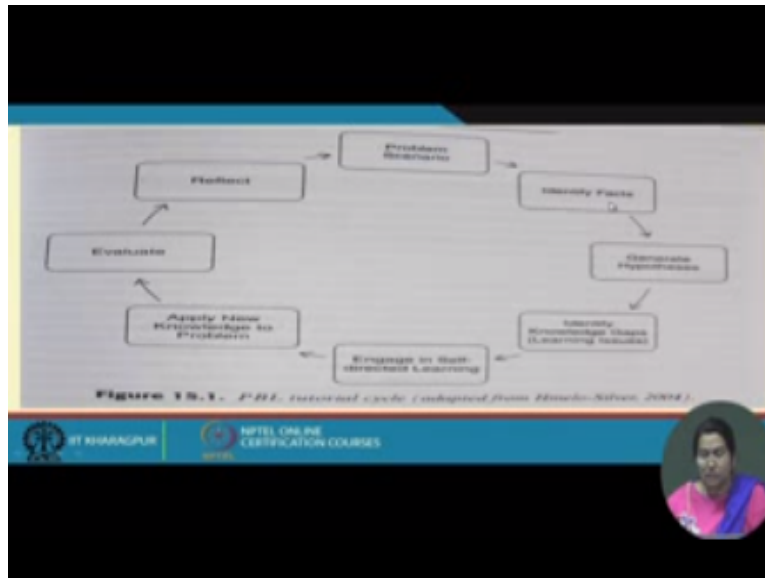 Problem
Scenario
Identify Facts
Generate
Hypotheses
Identify
Knowledge Gaps
(Learning Issues)
Engage in Self-
directed Learning
Apply New
Knowledge to
Problem
Evaluate
Reflect
Figure 15.1. PBL tutorial cycle (adapted from Hmelo-Silver, 2004).
IIT KHARAGPUR
NPTEL
NPTEL ONLINE
CERTIFICATION COURSES